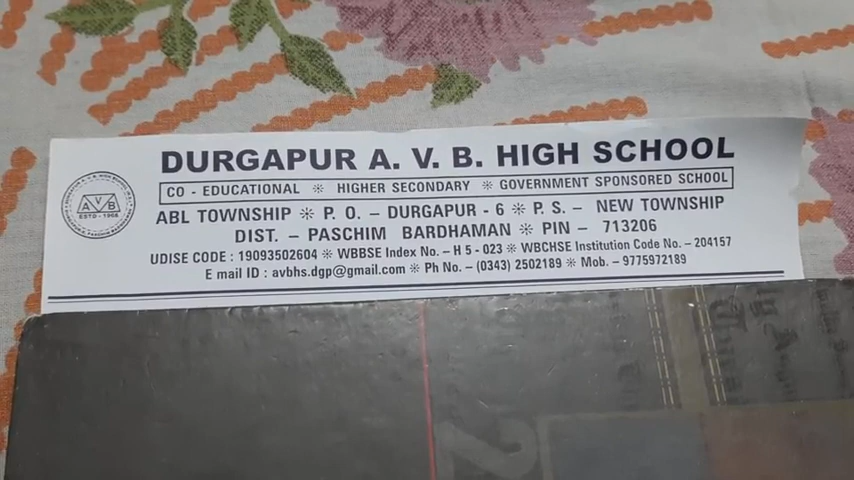 DURGAPUR A. V. B. HIGH SCHOOL
CO - EDUCATIONAL ※ HIGHER SECONDARY ※ GOVERNMENT SPONSORED SCHOOL
ABL TOWNSHIP ※ P. O. – DURGAPUR - 6 ※ P. S. – NEW TOWNSHIP
DIST. – PASCHIM BARDHAMAN ※ PIN – 713206
UDISE CODE : 19093502604 ※ WBBSE Index No. – H 5 - 023 ※ WBCHSE Institution Code No. – 204157
E mail ID : avbhs.dgp@gmail.com ※ Ph No. – (0343) 2502189 ※ Mob. – 9775972189
AVB
ESTD - 1968